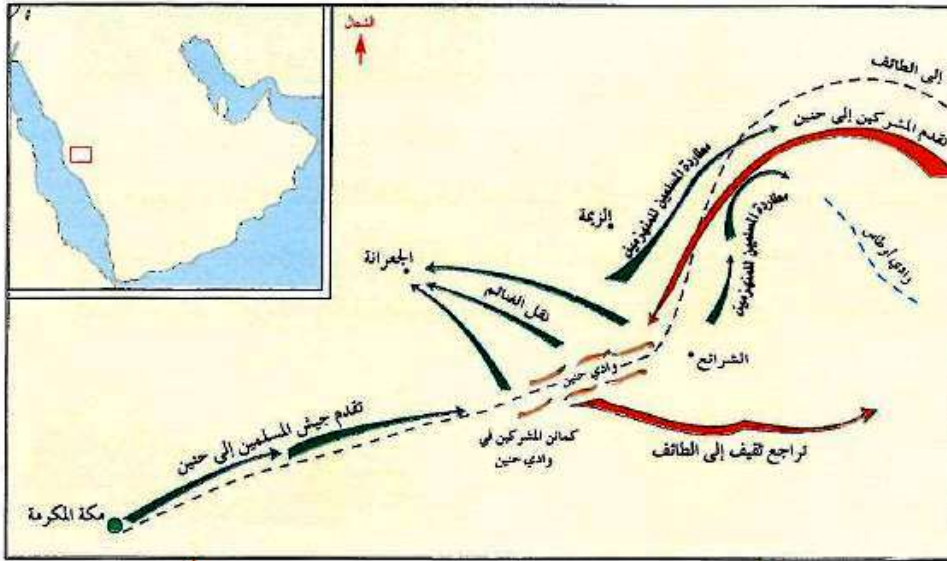 الشمال
إلى الطائف
تقدم المشركين إلى حنين
مطاردة المسلمين للمنهزمين
الزيمة
مطاردة المسلمين للمنهزمين
وادي أوطاس
الجعرانة
نقل الغنائم
الشرائع
وادي حنين
تقدم جيش المسلمين إلى حنين
كمائن المشركين في
وادي حنين
تراجع ثقيف إلى الطائف
مكة المكرمة